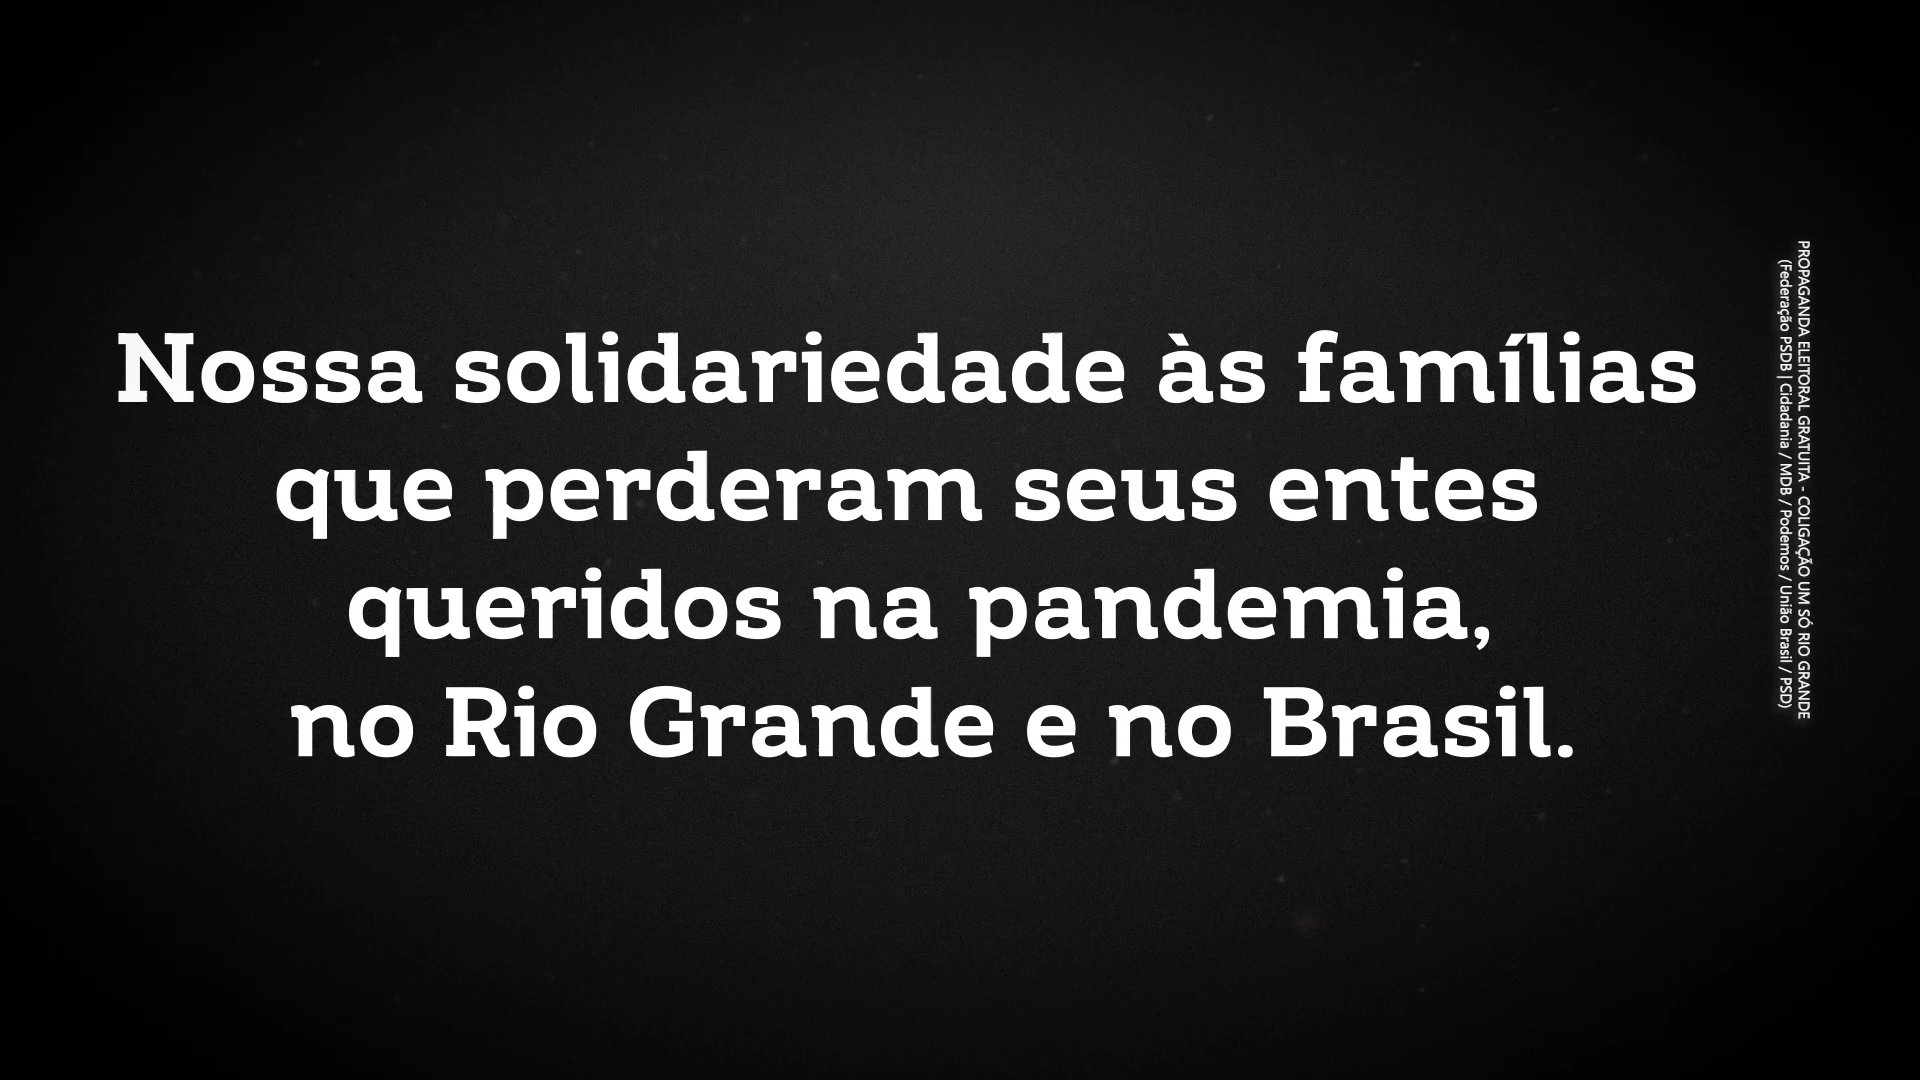 Nossa solidariedade às famílias
que perderam seus entes
queridos na pandemia,
no Rio Grande e no Brasil.
PROPAGANDA ELEITORAL GRATUITA - COLIGAÇÃO UM SÓ RIO GRANDE
(Federação PSDB | Cidadania / MDB / Podemos / União Brasil / PSD)